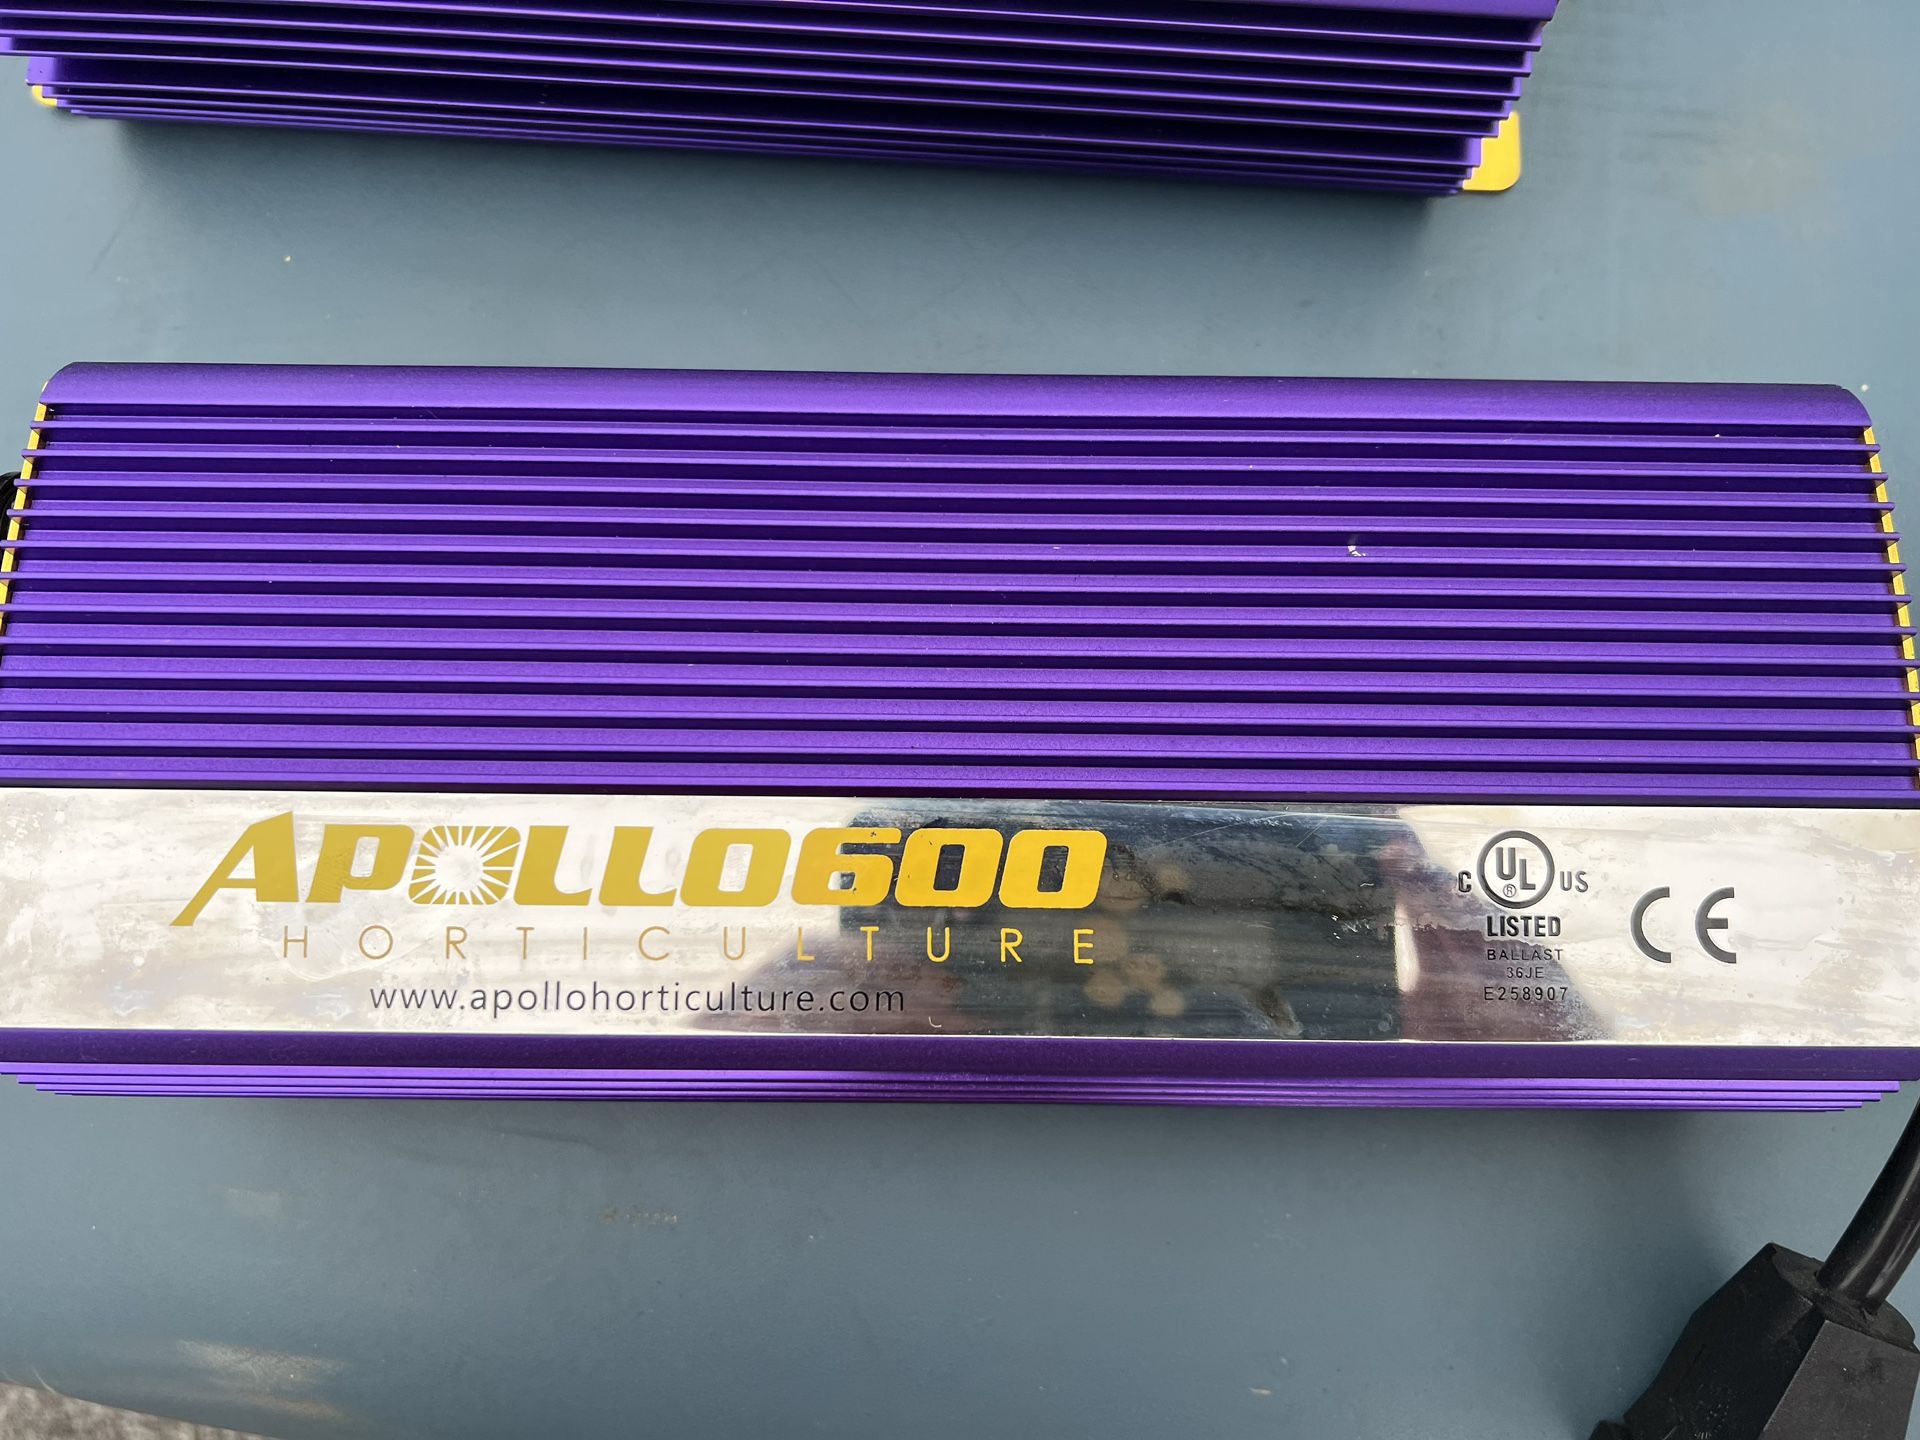 APOLLO600
HORTICULTURE
www.apollohorticulture.com
C UL ® US
LISTED
BALLAST
36JE
E258907
CE